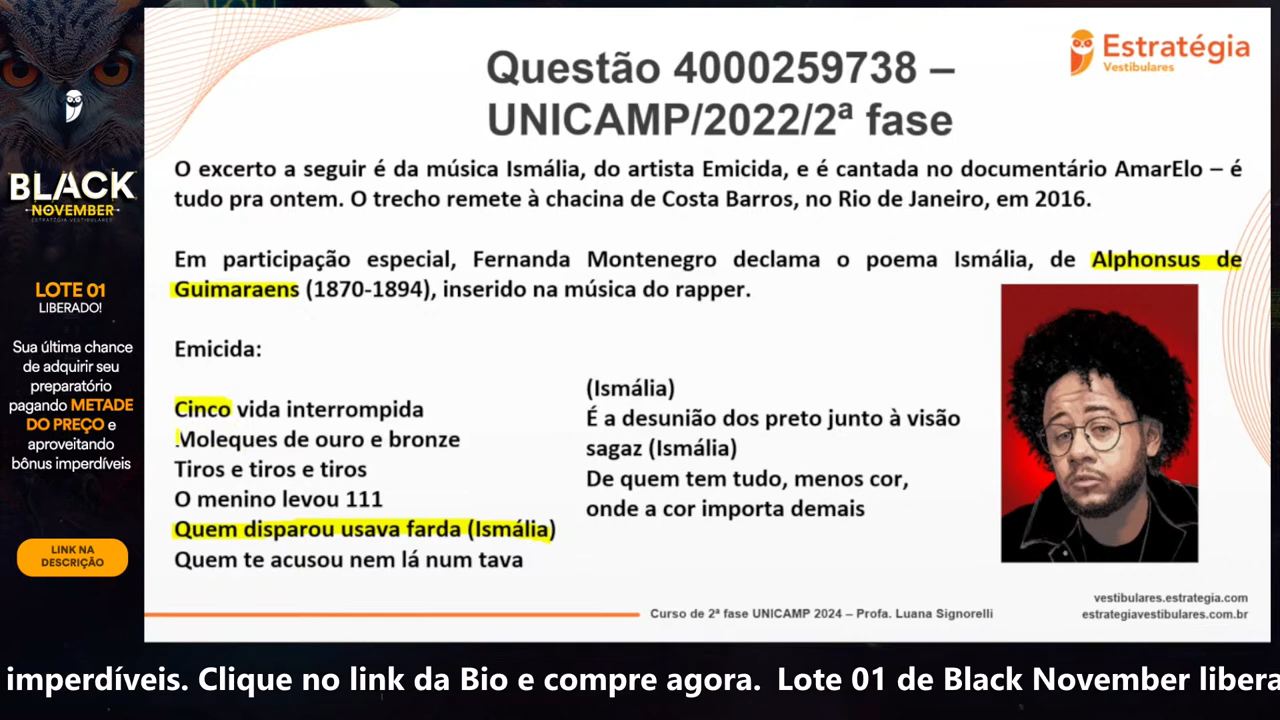 BLACK
NOVEMBER
ESTRATÉGIA VESTIBULARES
LOTE 01
LIBERADO!
Sua última chance
de adquirir seu
preparatório
pagando METADE
DO PREÇO e
aproveitando
bônus imperdíveis
LINK NA
DESCRIÇÃO
Questão 4000259738 –
UNICAMP/2022/2ª fase
Estratégia
Vestibulares
O excerto a seguir é da música Ismália, do artista Emicida, e é cantada no documentário AmarElo – é
tudo pra ontem. O trecho remete à chacina de Costa Barros, no Rio de Janeiro, em 2016.
Em participação especial, Fernanda Montenegro declama o poema Ismália, de Alphonsus de
Guimaraens (1870-1894), inserido na música do rapper.
Emicida:
Cinco vida interrompida
Moleques de ouro e bronze
Tiros e tiros e tiros
O menino levou 111
Quem disparou usava farda (Ismália)
Quem te acusou nem lá num tava
(Ismália)
É a desunião dos preto junto à visão
sagaz (Ismália)
De quem tem tudo, menos cor,
onde a cor importa demais
Curso de 2ª fase UNICAMP 2024 – Profa. Luana Signorelli
vestibulares.estrategia.com
estrategiavestibulares.com.br
imperdíveis. Clique no link da Bio e compre agora. Lote 01 de Black November libera